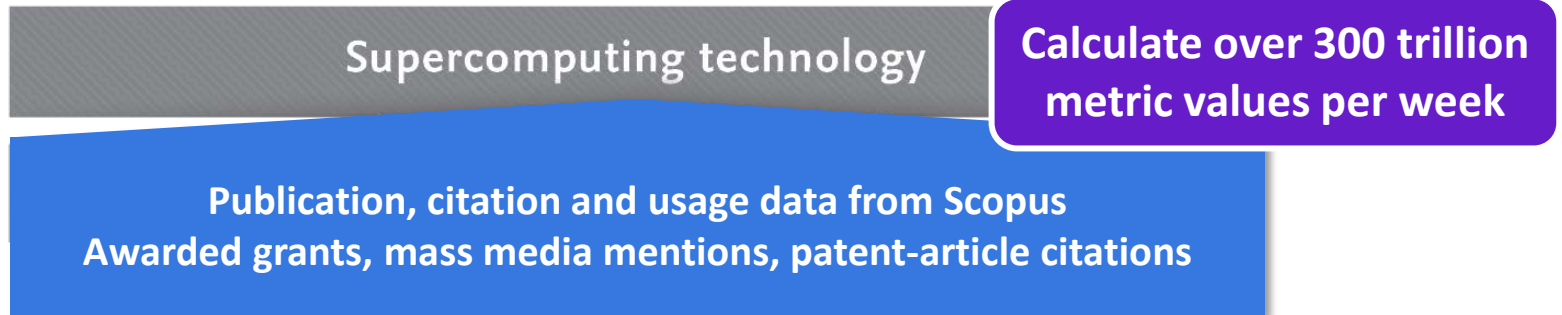 Supercomputing technology
Calculate over 300 trillion
metric values per week
Publication, citation and usage data from Scopus
Awarded grants, mass media mentions, patent-article citations